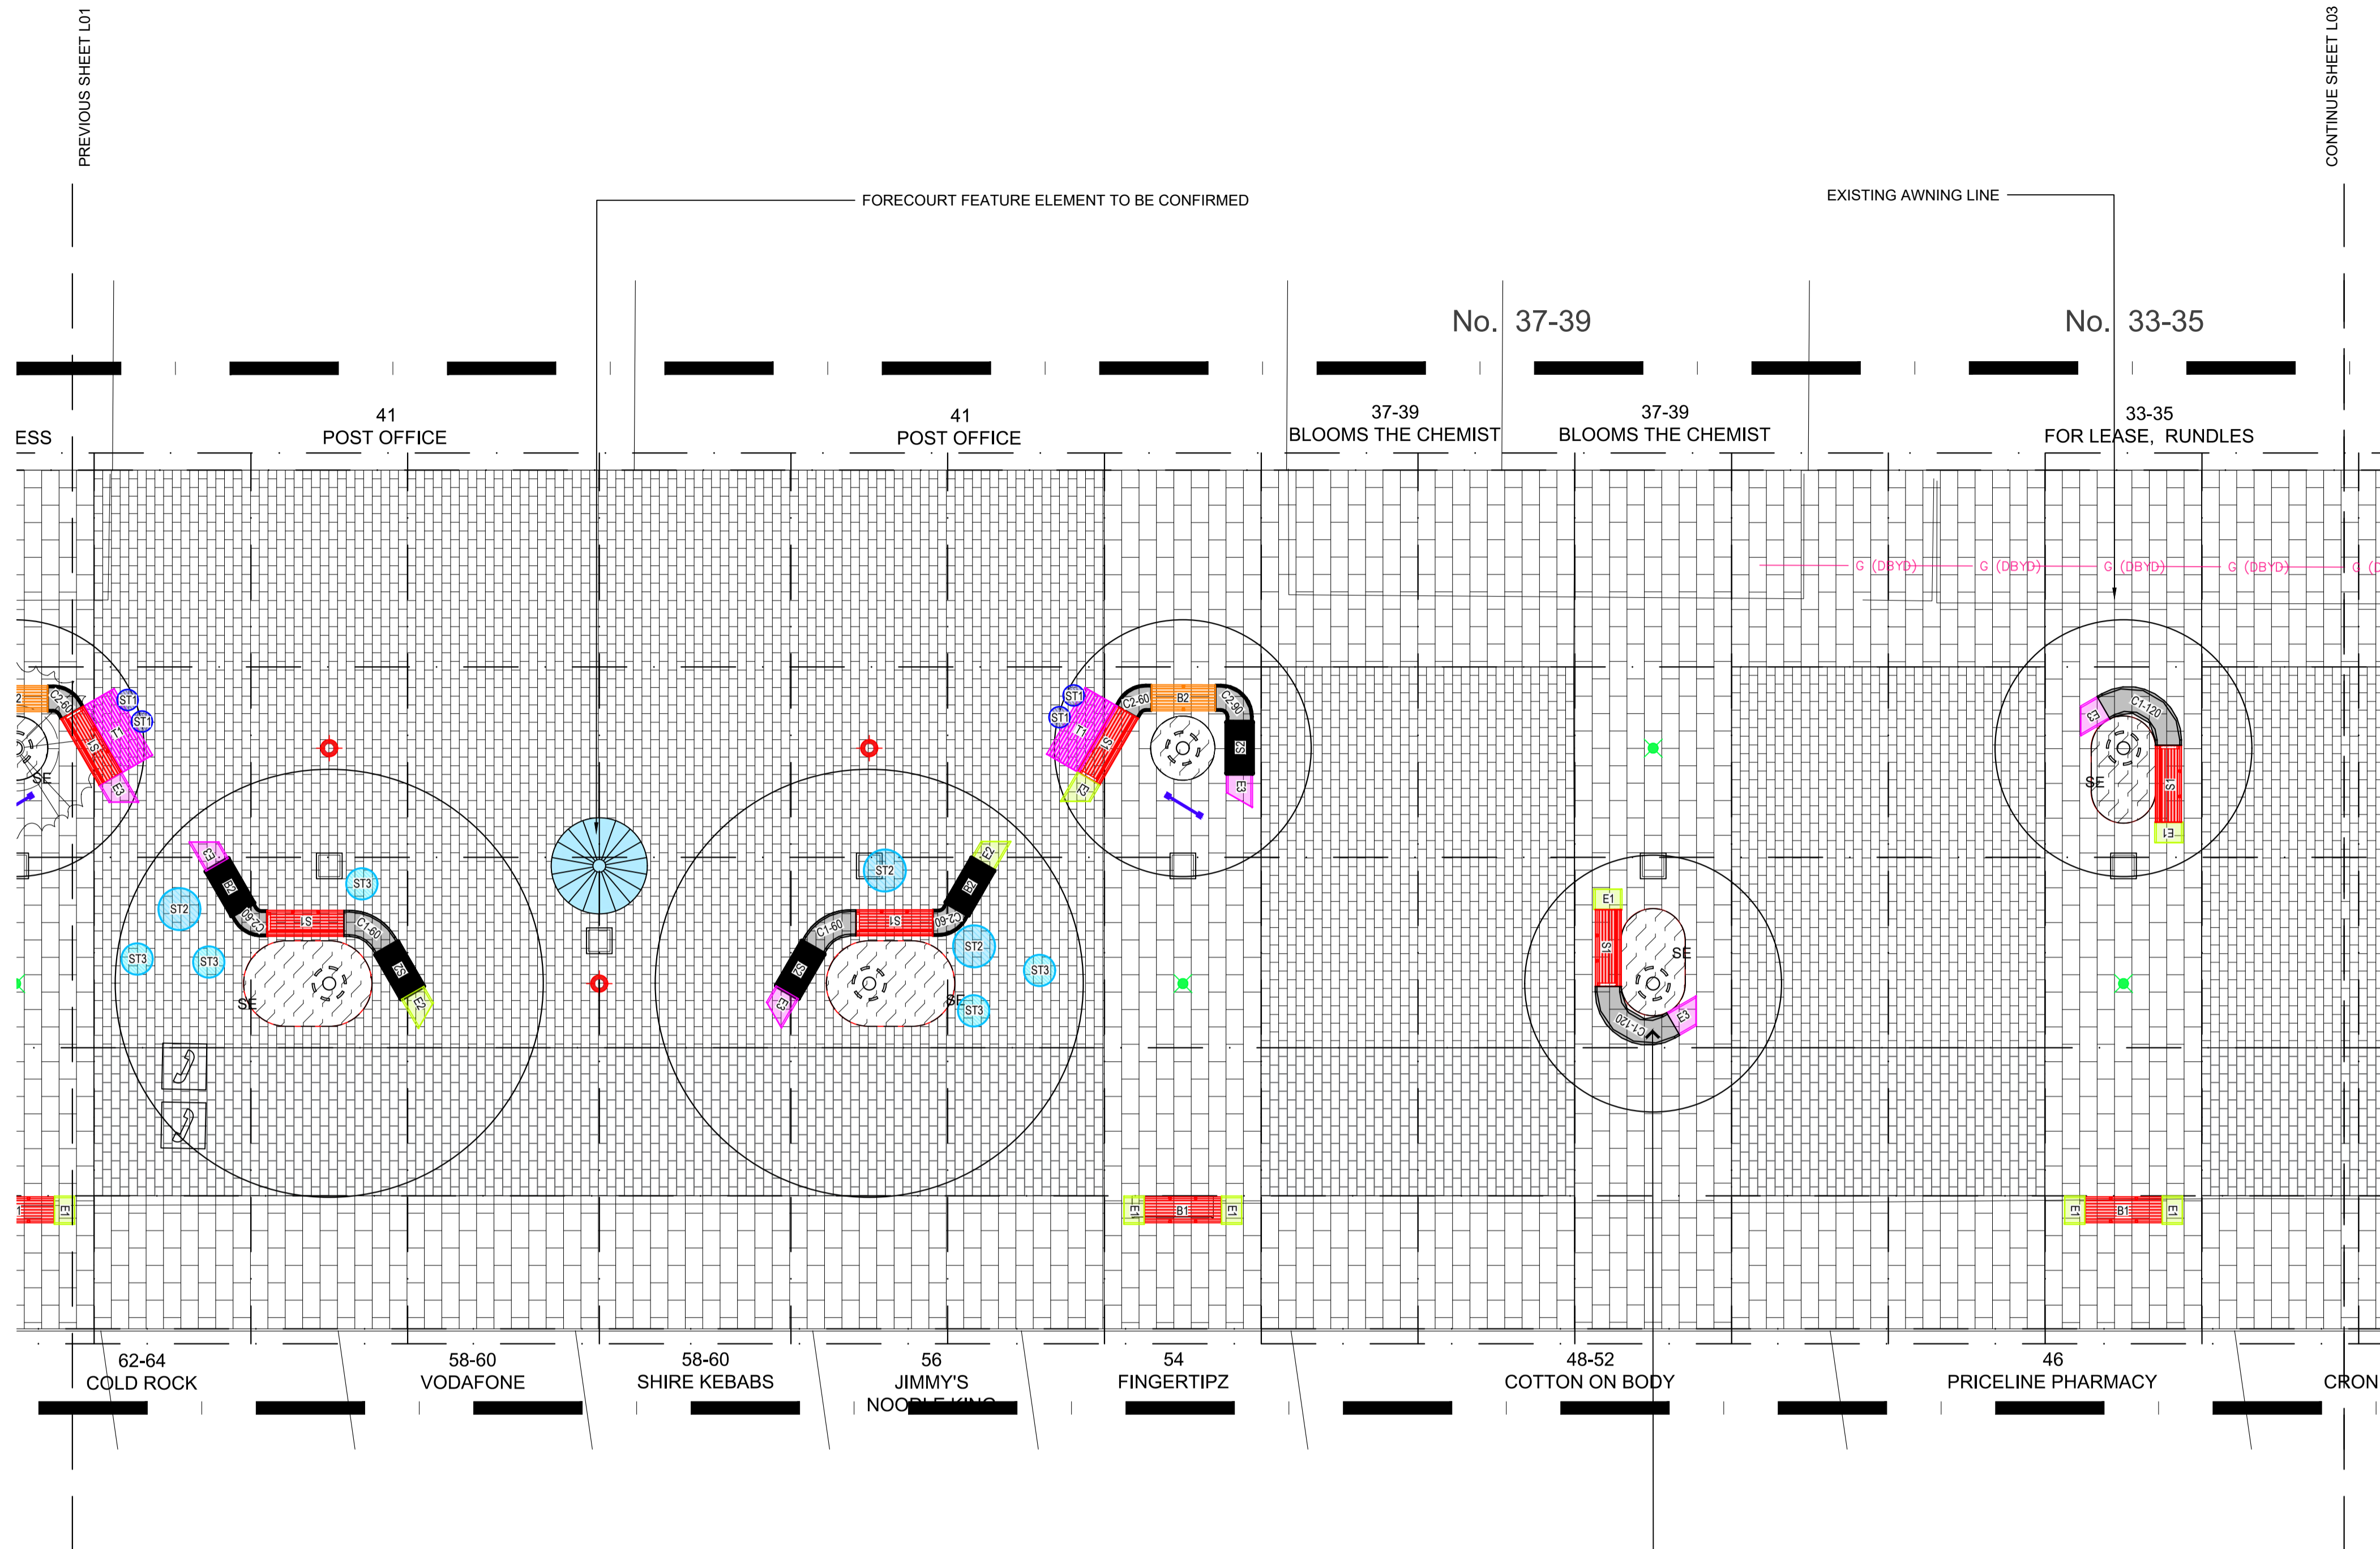 PREVIOUS SHEET L01
CONTINUE SHEET L03
FORECOURT FEATURE ELEMENT TO BE CONFIRMED
EXISTING AWNING LINE
No. 37-39
No. 33-35
ESS
41
POST OFFICE
41
POST OFFICE
37-39
BLOOMS THE CHEMIST
37-39
BLOOMS THE CHEMIST
33-35
FOR LEASE, RUNDLES
G (DBYD)
G (DBYD)
G (DBYD)
G (DBYD)
G (D
2
C2-60
S1
T1
ST1
ST1
E3
SE
ST1
ST1
T1
S1
E3
C2-60
B2
C2-90
S2
E3
E3
C1-120
S1
E1
SE
E3
B2
C2-60
S1
C1-60
S2
E2
ST2
ST3
ST3
ST3
SE
ST2
E2
B2
C2-60
S1
C1-60
S2
E3
ST2
ST3
ST3
SE
E1
S1
C1-120
E3
SE
1
E1
E1
B1
E1
E1
B1
E1
62-64
COLD ROCK
58-60
VODAFONE
58-60
SHIRE KEBABS
56
JIMMY'S
NOODLE KING
54
FINGERTIPZ
48-52
COTTON ON BODY
46
PRICELINE PHARMACY
CRON